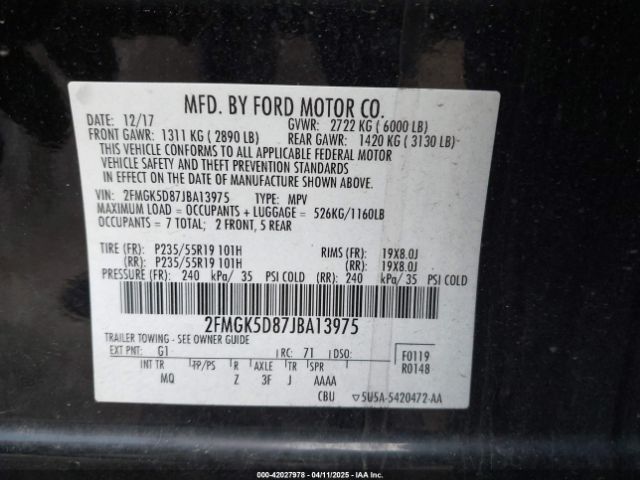 MFD. BY FORD MOTOR CO.
DATE: 12/17 GVWR: 2722 KG ( 6000 LB)
FRONT GAWR: 1311 KG ( 2890 LB) REAR GAWR: 1420 KG ( 3130 LB)
THIS VEHICLE CONFORMS TO ALL APPLICABLE FEDERAL MOTOR
VEHICLE SAFETY AND THEFT PREVENTION STANDARDS
IN EFFECT ON THE DATE OF MANUFACTURE SHOWN ABOVE.
VIN: 2FMGK5D87JBA13975 TYPE: MPV
MAXIMUM LOAD = OCCUPANTS + LUGGAGE = 526KG/1160LB
OCCUPANTS = 7 TOTAL; 2 FRONT, 5 REAR
TIRE (FR): P235/55R19 101H RIMS (FR): 19X8.0J
(RR): P235/55R19 101H (RR): 19X8.0J
PRESSURE (FR): 240 kPa/ 35 PSI COLD (RR): 240 kPa/ 35 PSI COLD
2FMGK5D87JBA13975
TRAILER TOWING - SEE OWNER GUIDE
EXT PNT: G1 RC: 71 DSO: F0119
INT TR TP/PS R AXLE TR SPR R0148
MQ Z 3F J AAAA
CBU ▽5U5A-5420472-AA
000-42027978 - 04/11/2025 - IAAI, Inc.